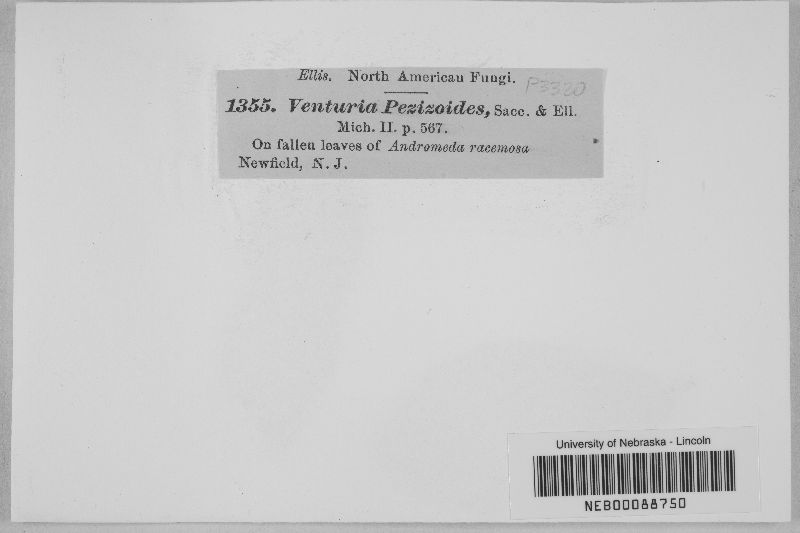 Ellis. North American Fungi.
P3320
1355. Venturia Pezizoides, Sacc. & Ell.
Mich. II. p. 567.
On fallen leaves of Andromeda racemosa
Newfield, N. J.
University of Nebraska - Lincoln
NEB00088750